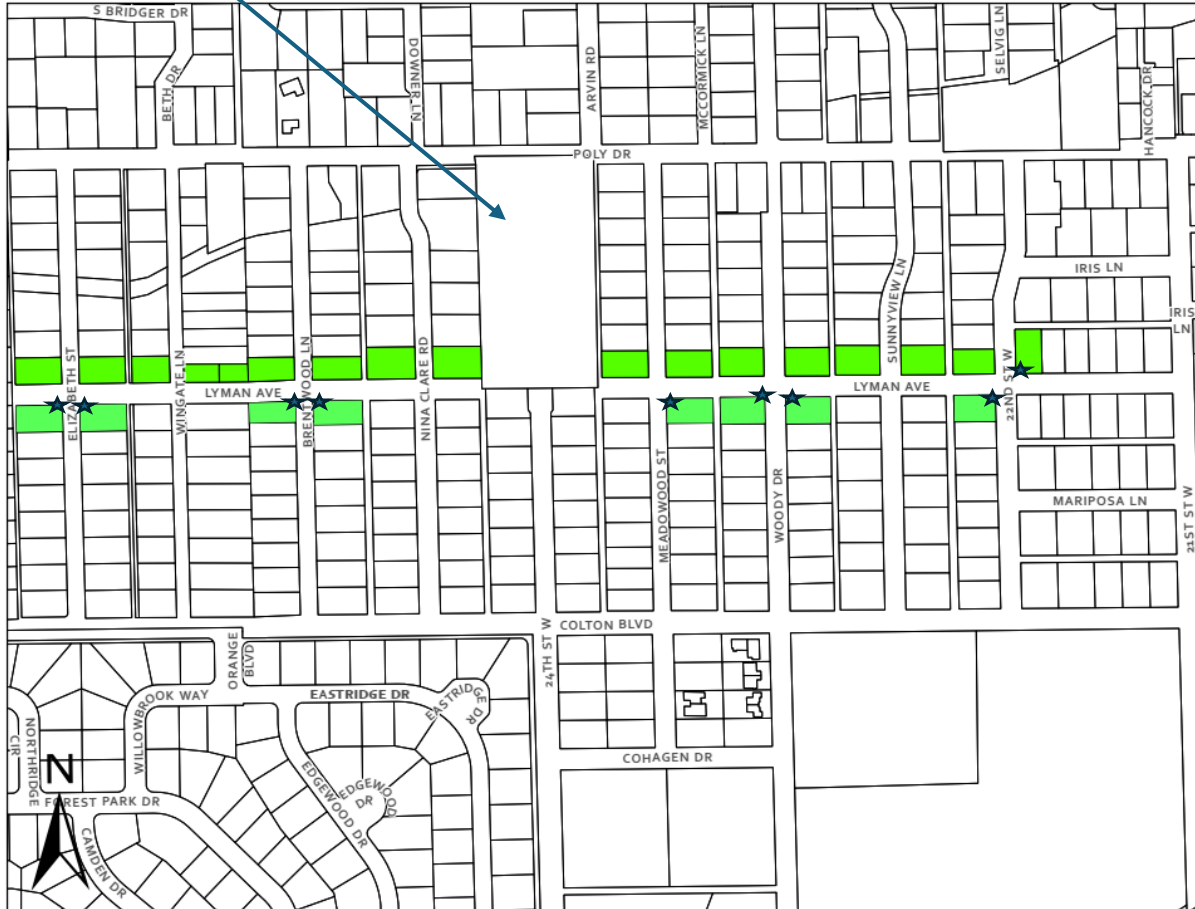 S BRIDGER DR
BETH DR
DOWNER LN
ARVIN RD
MCCORMICK LN
SELVIG LN
HANCOCK DR
POLY DR
IRIS LN
IRIS
LN
SUNNYVIEW LN
ELIZABETH ST
WINGATE LN
LYMAN AVE
BRENTWOOD LN
NINA CLARE RD
LYMAN AVE
22ND ST W
MEADOWOOD ST
WOODY DR
MARIPOSA LN
21ST ST W
COLTON BLVD
24TH ST W
ORANGE
BLVD
WILLOWBROOK WAY
EASTRIDGE DR
EASTRIDGE
DR
NORTHRIDGE
CIR
N
EDGEWOOD DR
EDGEWOOD
DR
COHAGEN DR
FOREST PARK DR
CAMDEN DR